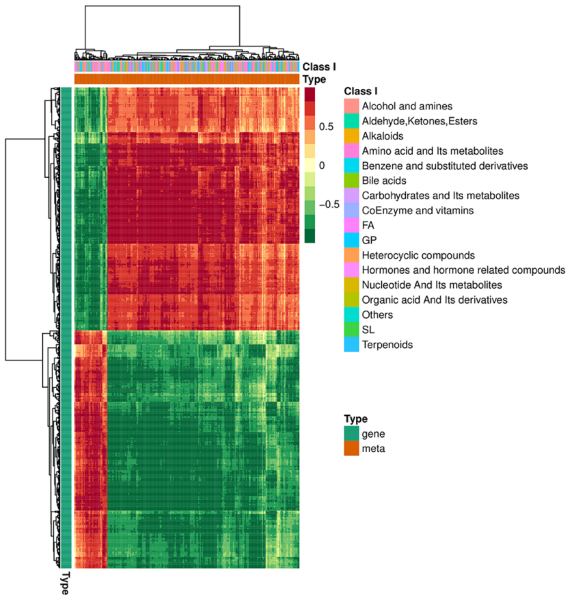 Class I
Type
0.5
0
−0.5
Class I
Alcohol and amines
Aldehyde,Ketones,Esters
Alkaloids
Amino acid and Its metabolites
Benzene and substituted derivatives
Bile acids
Carbohydrates and Its metabolites
CoEnzyme and vitamins
FA
GP
Heterocyclic compounds
Hormones and hormone related compounds
Nucleotide And Its metabolites
Organic acid And Its derivatives
Others
SL
Terpenoids
Type
gene
meta
Type